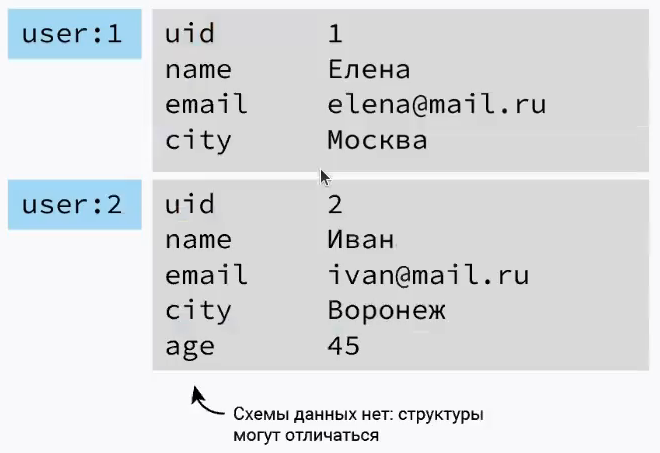 user:1 uid 1
name Елена
email elena@mail.ru
city Москва
user:2 uid 2
name Иван
email ivan@mail.ru
city Воронеж
age 45
Схемы данных нет: структуры
могут отличаться